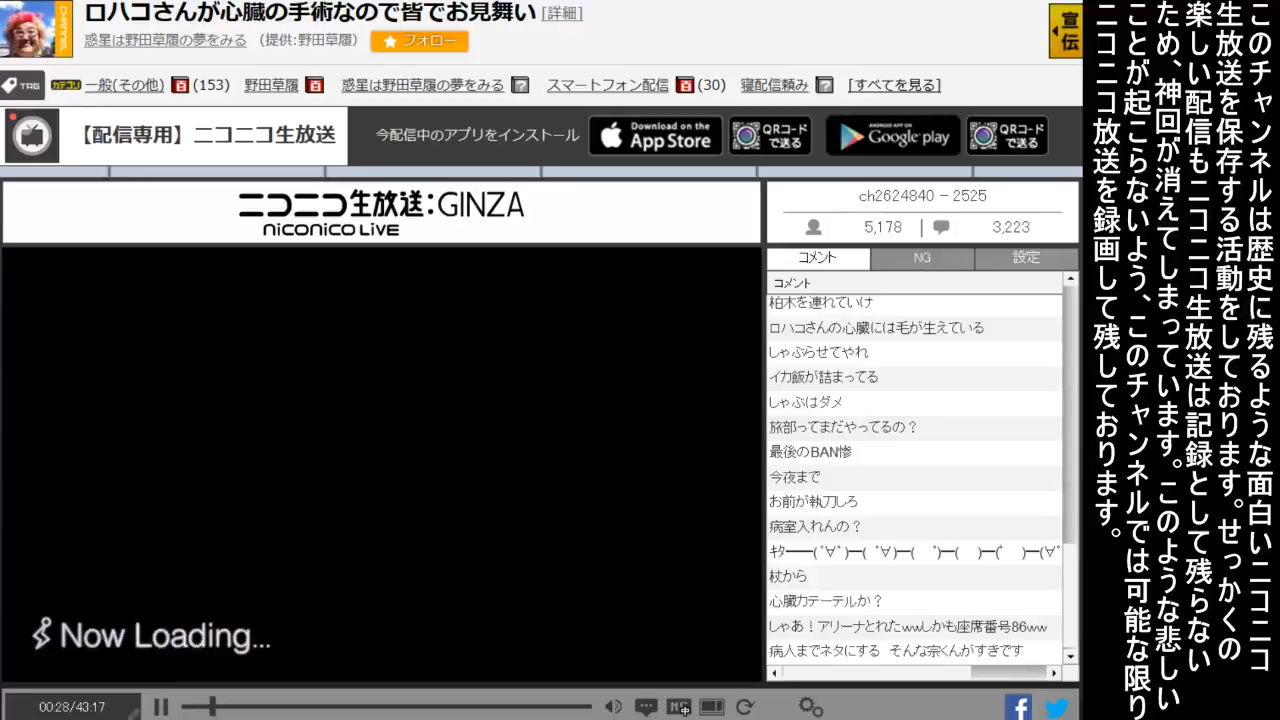 ロハコさんが心臓の手術なので皆でお見舞い [詳細]
惑星は野田草履の夢をみる (提供:野田草履) フォロー
CHANNEL
宣伝
TAG カテゴリ 一般(その他) (153) 野田草履 惑星は野田草履の夢をみる スマートフォン配信 (30) 寝配信頼み [すべてを見る]
【配信専用】ニコニコ生放送
今配信中のアプリをインストール
Download on the App Store
QRコードで送る
ANDROID APP ON Google play
QRコードで送る
ニコニコ生放送:GINZA
niconico Live
ch2624840 - 2525
5,178 | 3,223
コメント NG 設定
コメント
柏木を連れていけ
ロハコさんの心臓には毛が生えている
しゃぶらせてやれ
イカ飯が詰まってる
しゃぶはダメ
旅部ってまだやってるの?
最後のBAN惨
今夜まで
お前が執刀しろ
病室入れんの?
ｷﾀ━━(ﾟ∀ﾟ)━( ﾟ∀)━( ﾟ)━( )━(ﾟ )━(∀ﾟ
杖から
心臓カテーテルか?
しゃあ!アリーナとれたwwしかも座席番号86ww
病人までネタにする そんな宗くんがすきです
Now Loading...
00:28/43:17
このチャンネルは歴史に残るような面白いニコニコ
生放送を保存する活動をしております。せっかくの
楽しい配信もニコニコ生放送は記録として残らない
ため、神回が消えてしまっています。このような悲しい
ことが起こらないよう、このチャンネルでは可能な限り
ニコニコ放送を録画して残しております。